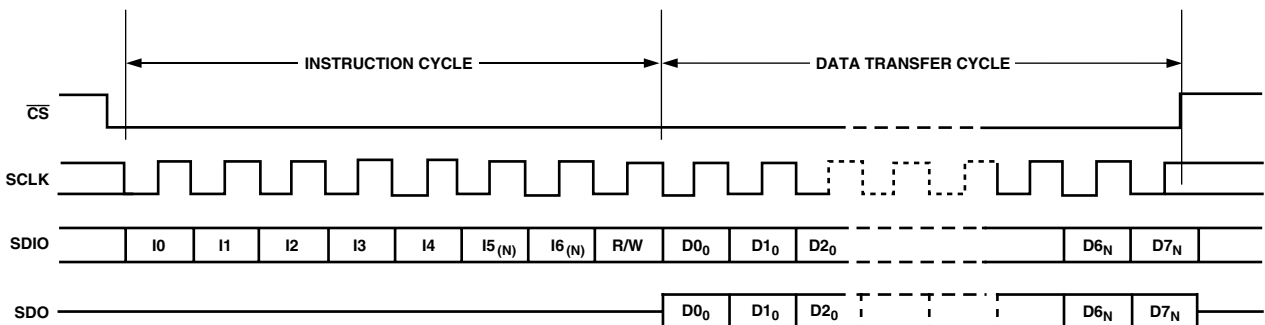 INSTRUCTION CYCLE DATA TRANSFER CYCLE
CS
SCLK
SDIO I0 I1 I2 I3 I4 I5(N) I6(N) R/W D00 D10 D20 D6N D7N
SDO D00 D10 D20 D6N D7N